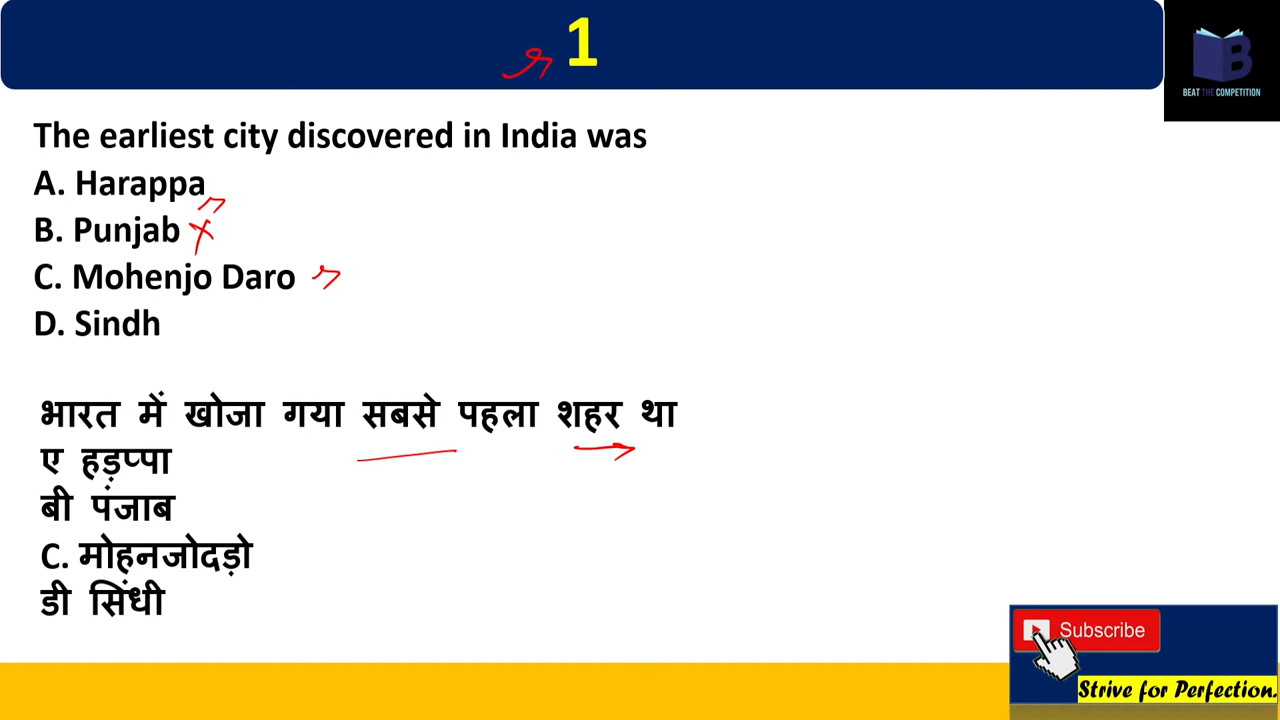 1
BEAT THE COMPETITION
The earliest city discovered in India was
A. Harappa
B. Punjab
C. Mohenjo Daro
D. Sindh
भारत में खोजा गया सबसे पहला शहर था
ए हड़प्पा
बी पंजाब
C. मोहनजोदड़ो
डी सिंधी
Subscribe
Strive for Perfection.